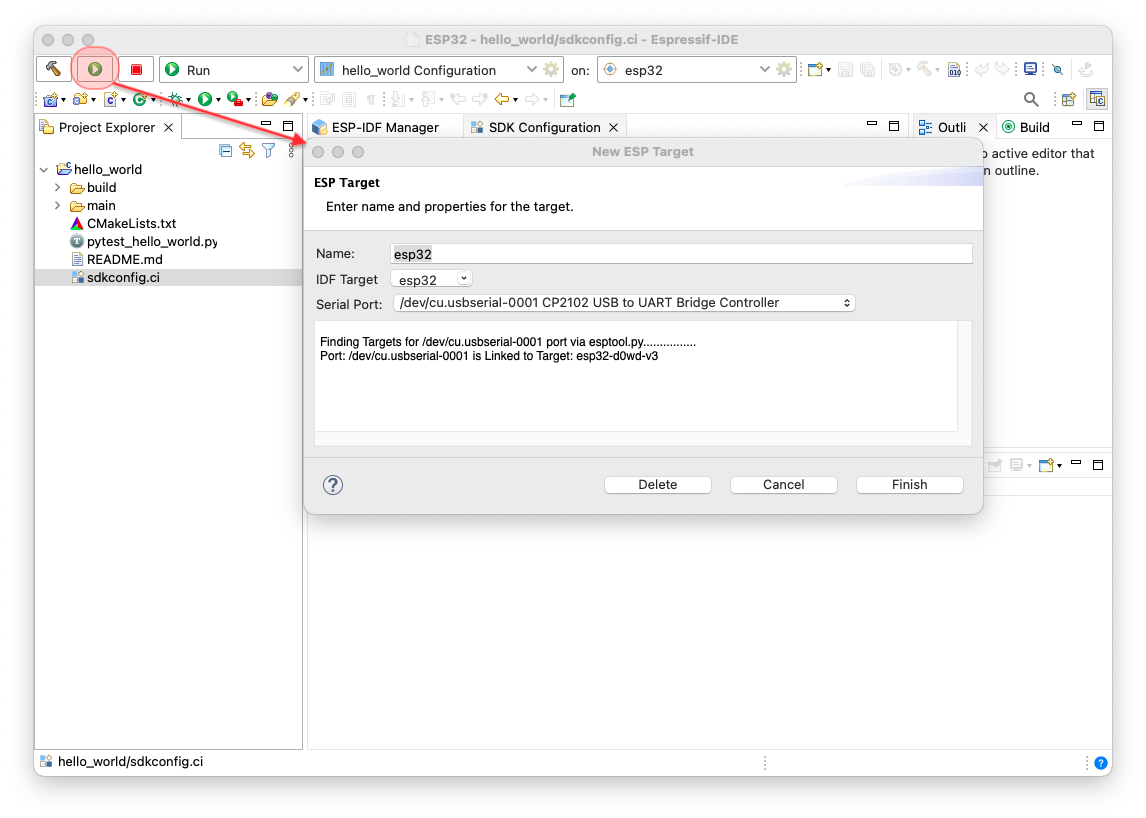 ESP32 - hello_world/sdkconfig.ci - Espressif-IDE
Run
hello_world Configuration
on:
esp32
010
Project Explorer
ESP-IDF Manager
SDK Configuration
Outli
Build
hello_world
build
main
CMakeLists.txt
pytest_hello_world.py
README.md
sdkconfig.ci
active editor that
n outline.
New ESP Target
ESP Target
Enter name and properties for the target.
Name:
esp32
IDF Target
esp32
Serial Port:
/dev/cu.usbserial-0001 CP2102 USB to UART Bridge Controller
Finding Targets for /dev/cu.usbserial-0001 port via esptool.py................
Port: /dev/cu.usbserial-0001 is Linked to Target: esp32-d0wd-v3
?
Delete
Cancel
Finish
hello_world/sdkconfig.ci
?